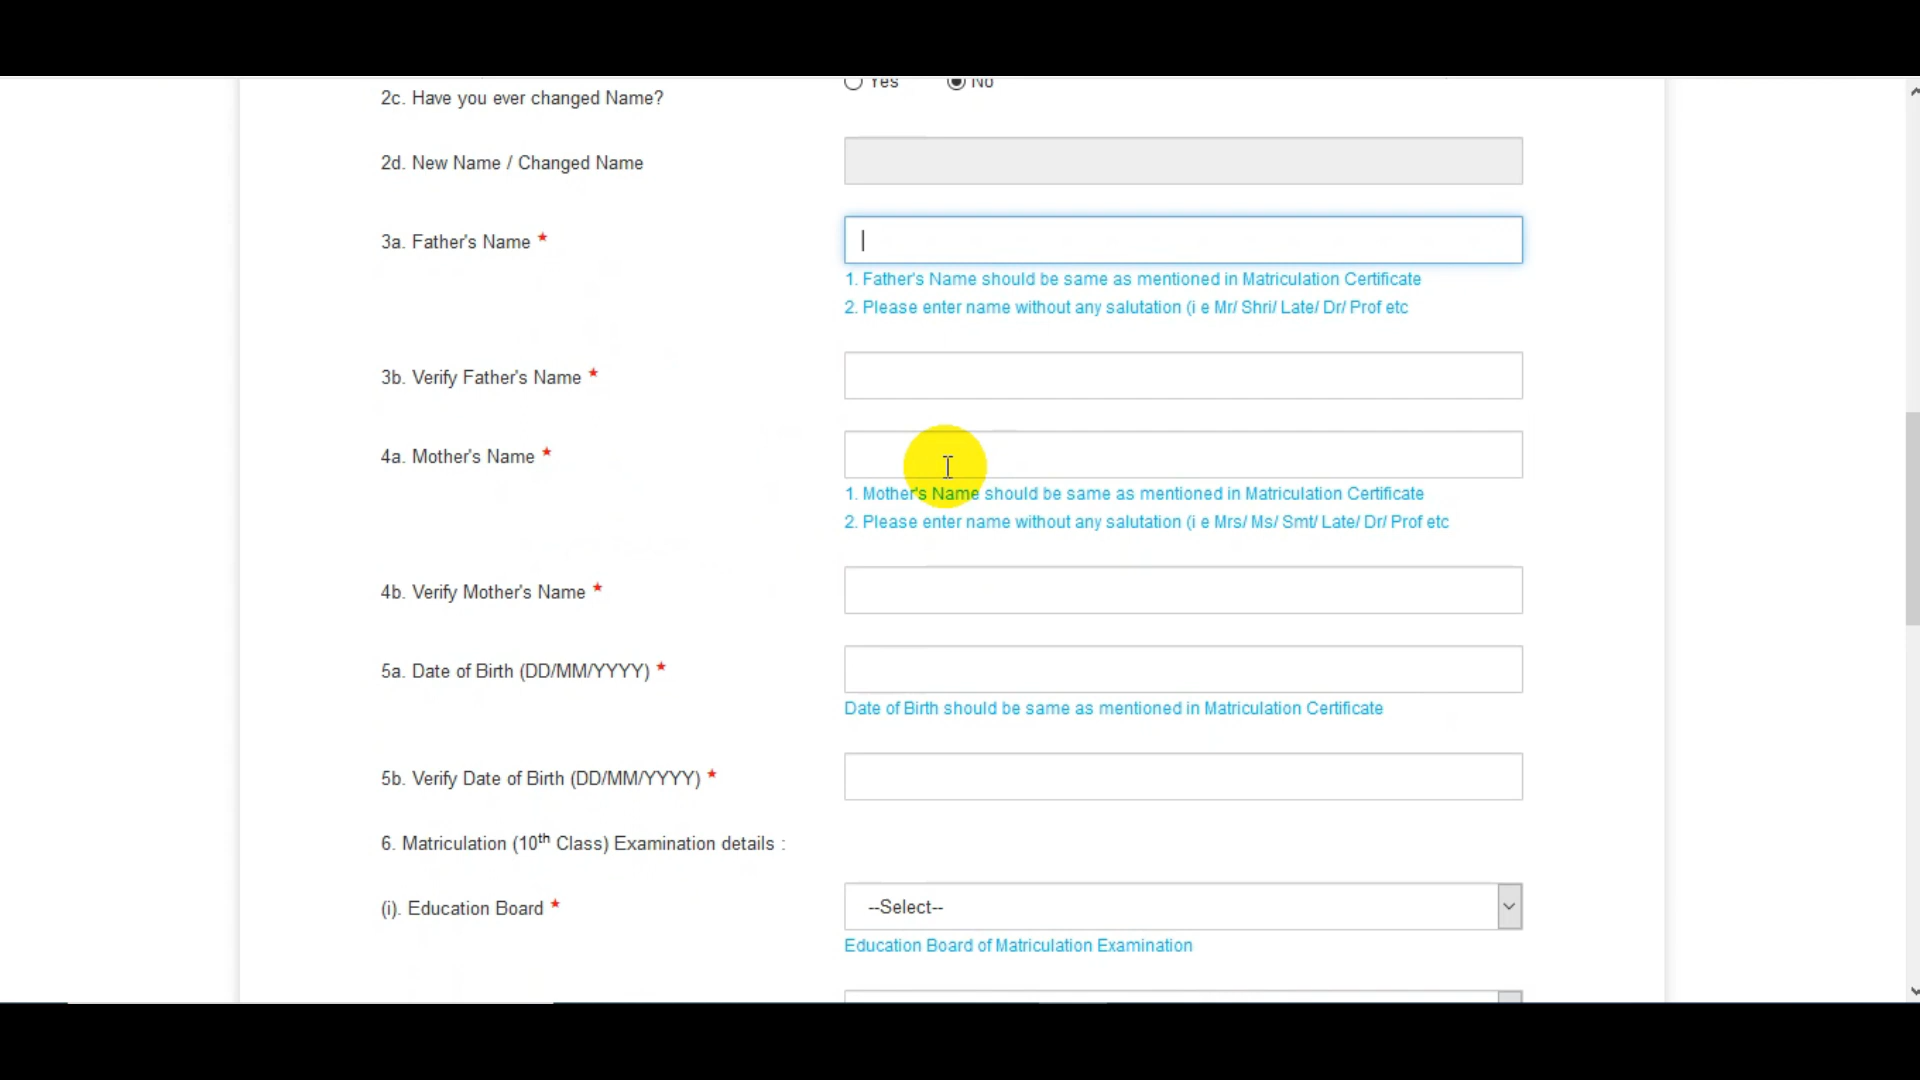 Yes No
2c. Have you ever changed Name?
2d. New Name / Changed Name
3a. Father's Name *
1. Father's Name should be same as mentioned in Matriculation Certificate
2. Please enter name without any salutation (i e Mr/ Shri/ Late/ Dr/ Prof etc
3b. Verify Father's Name *
4a. Mother's Name *
1. Mother's Name should be same as mentioned in Matriculation Certificate
2. Please enter name without any salutation (i e Mrs/ Ms/ Smt/ Late/ Dr/ Prof etc
4b. Verify Mother's Name *
5a. Date of Birth (DD/MM/YYYY) *
Date of Birth should be same as mentioned in Matriculation Certificate
5b. Verify Date of Birth (DD/MM/YYYY) *
6. Matriculation (10th Class) Examination details :
(i). Education Board * --Select--
Education Board of Matriculation Examination